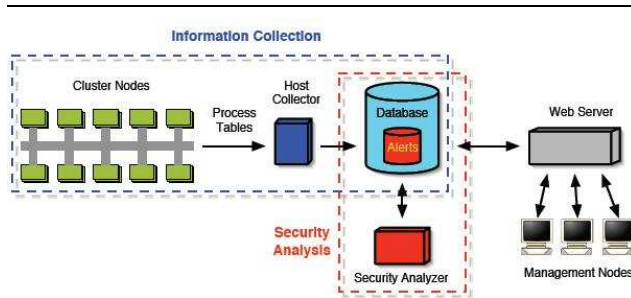 Information Collection
Cluster Nodes
Process
Tables
Host
Collector
Database
Alerts
Web Server
Security
Analysis
Security Analyzer
Management Nodes